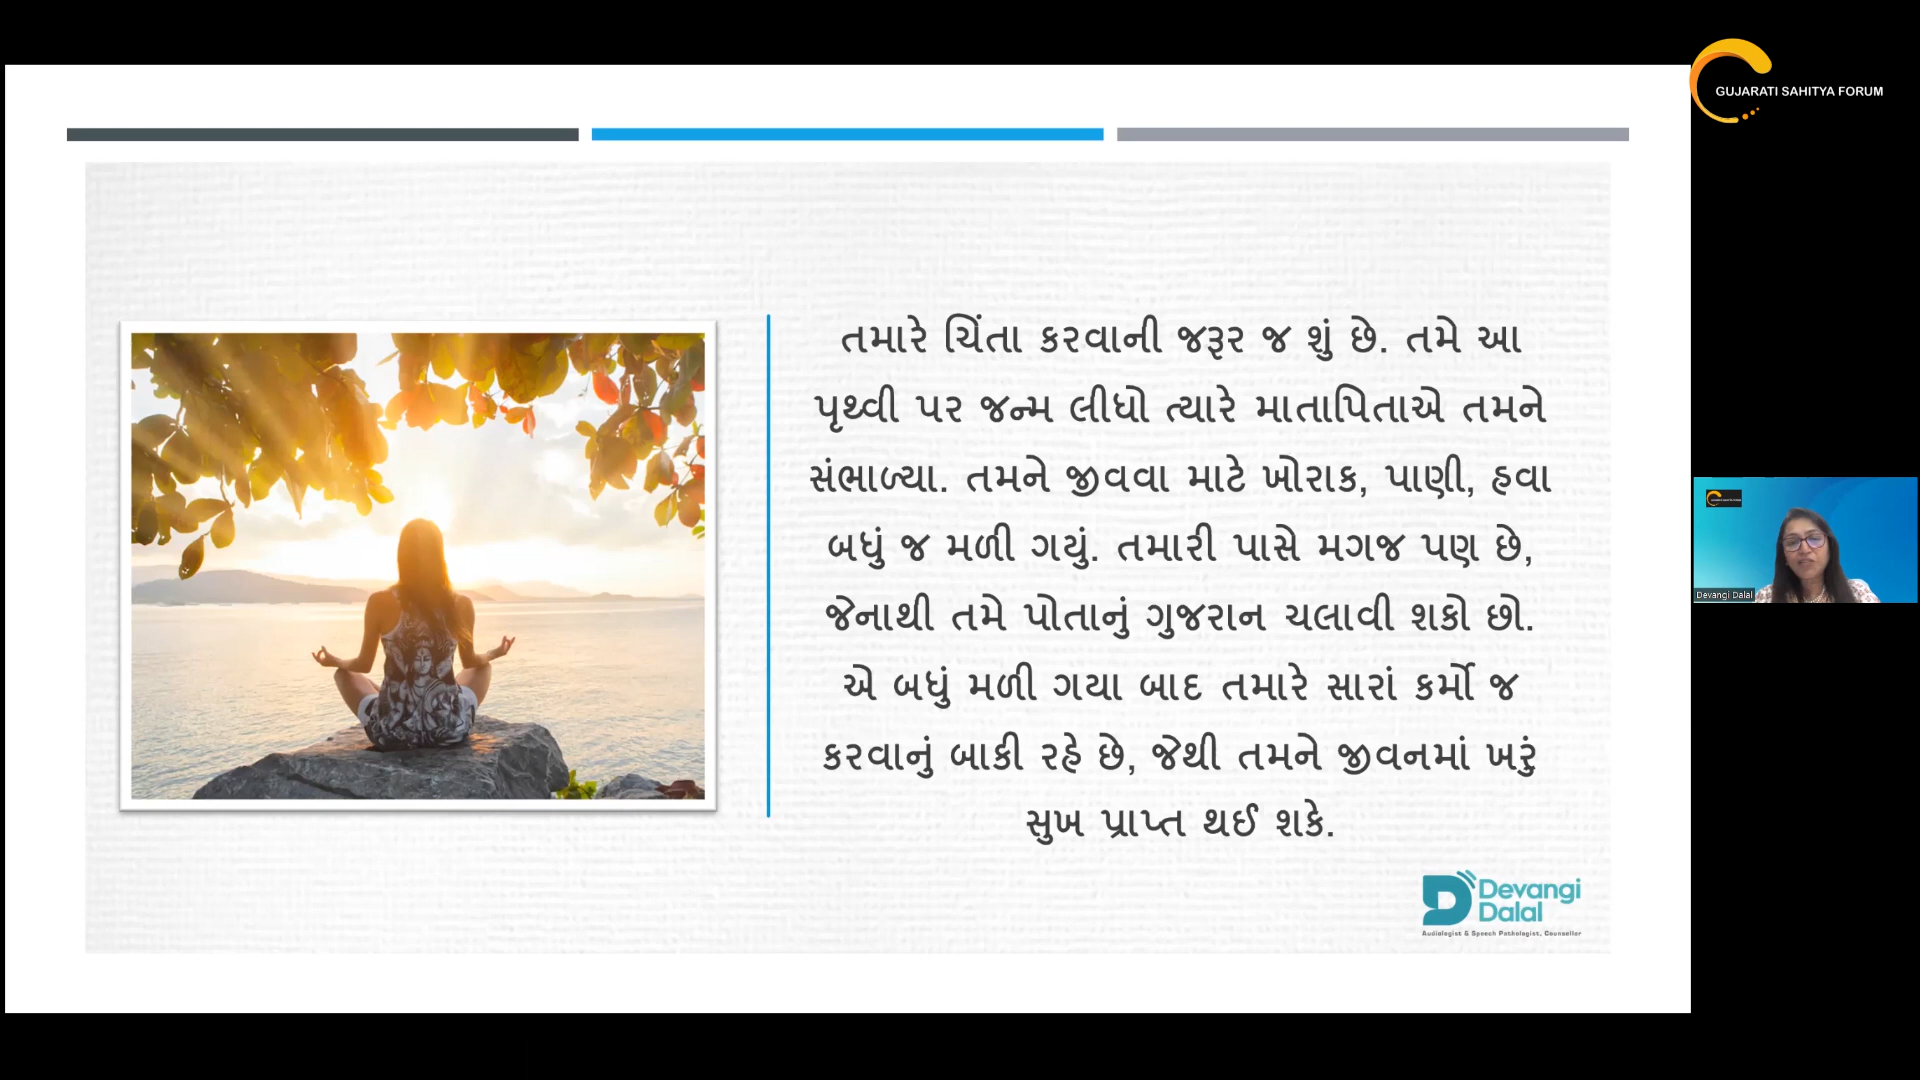 GUJARATI SAHITYA FORUM
તમારે ચિંતા કરવાની જરૂર જ શું છે. તમે આ
પૃથ્વી પર જન્મ લીધો ત્યારે માતાપિતાએ તમને
સંભાળ્યા. તમને જીવવા માટે ખોરાક, પાણી, હવા
બધું જ મળી ગયું. તમારી પાસે મગજ પણ છે,
જેનાથી તમે પોતાનું ગુજરાન ચલાવી શકો છો.
એ બધું મળી ગયા બાદ તમારે સારાં કર્મો જ
કરવાનું બાકી રહે છે, જેથી તમને જીવનમાં ખરું
સુખ પ્રાપ્ત થઈ શકે.
Devangi
Dalal
Audiologist & Speech Pathologist, Counsellor
Devangi Dalal